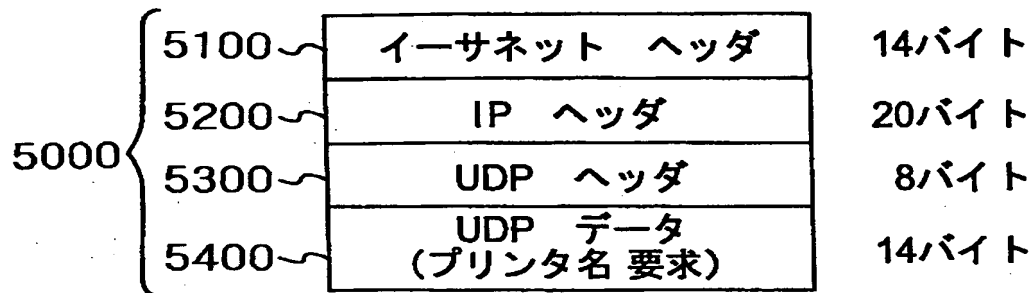 5100 イーサネット ヘッダ 14バイト
5200 IP ヘッダ 20バイト
5000
5300 UDP ヘッダ 8バイト
5400 UDP データ
(プリンタ名 要求) 14バイト